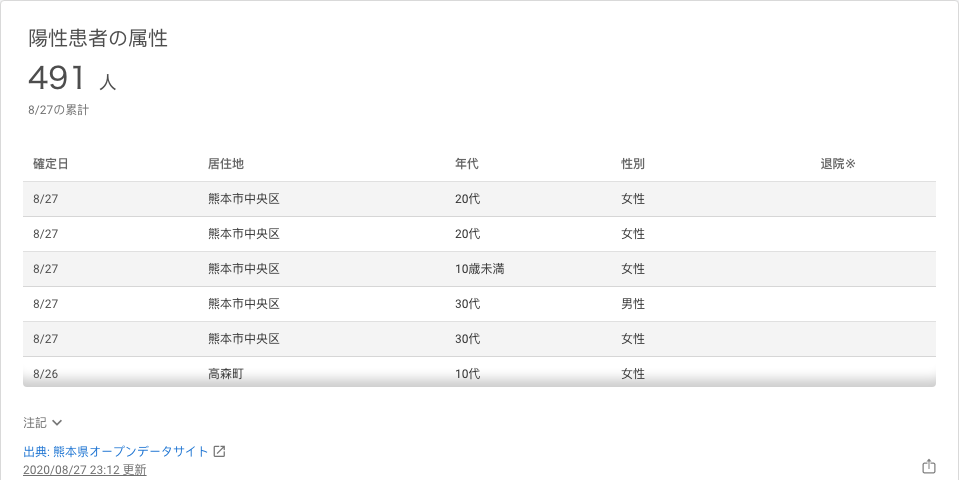 陽性患者の属性
491 人
8/27の累計
確定日 居住地 年代 性別 退院※
8/27 熊本市中央区 20代 女性
8/27 熊本市中央区 20代 女性
8/27 熊本市中央区 10歳未満 女性
8/27 熊本市中央区 30代 男性
8/27 熊本市中央区 30代 女性
8/26 高森町 10代 女性
注記
出典: 熊本県オープンデータサイト
2020/08/27 23:12 更新